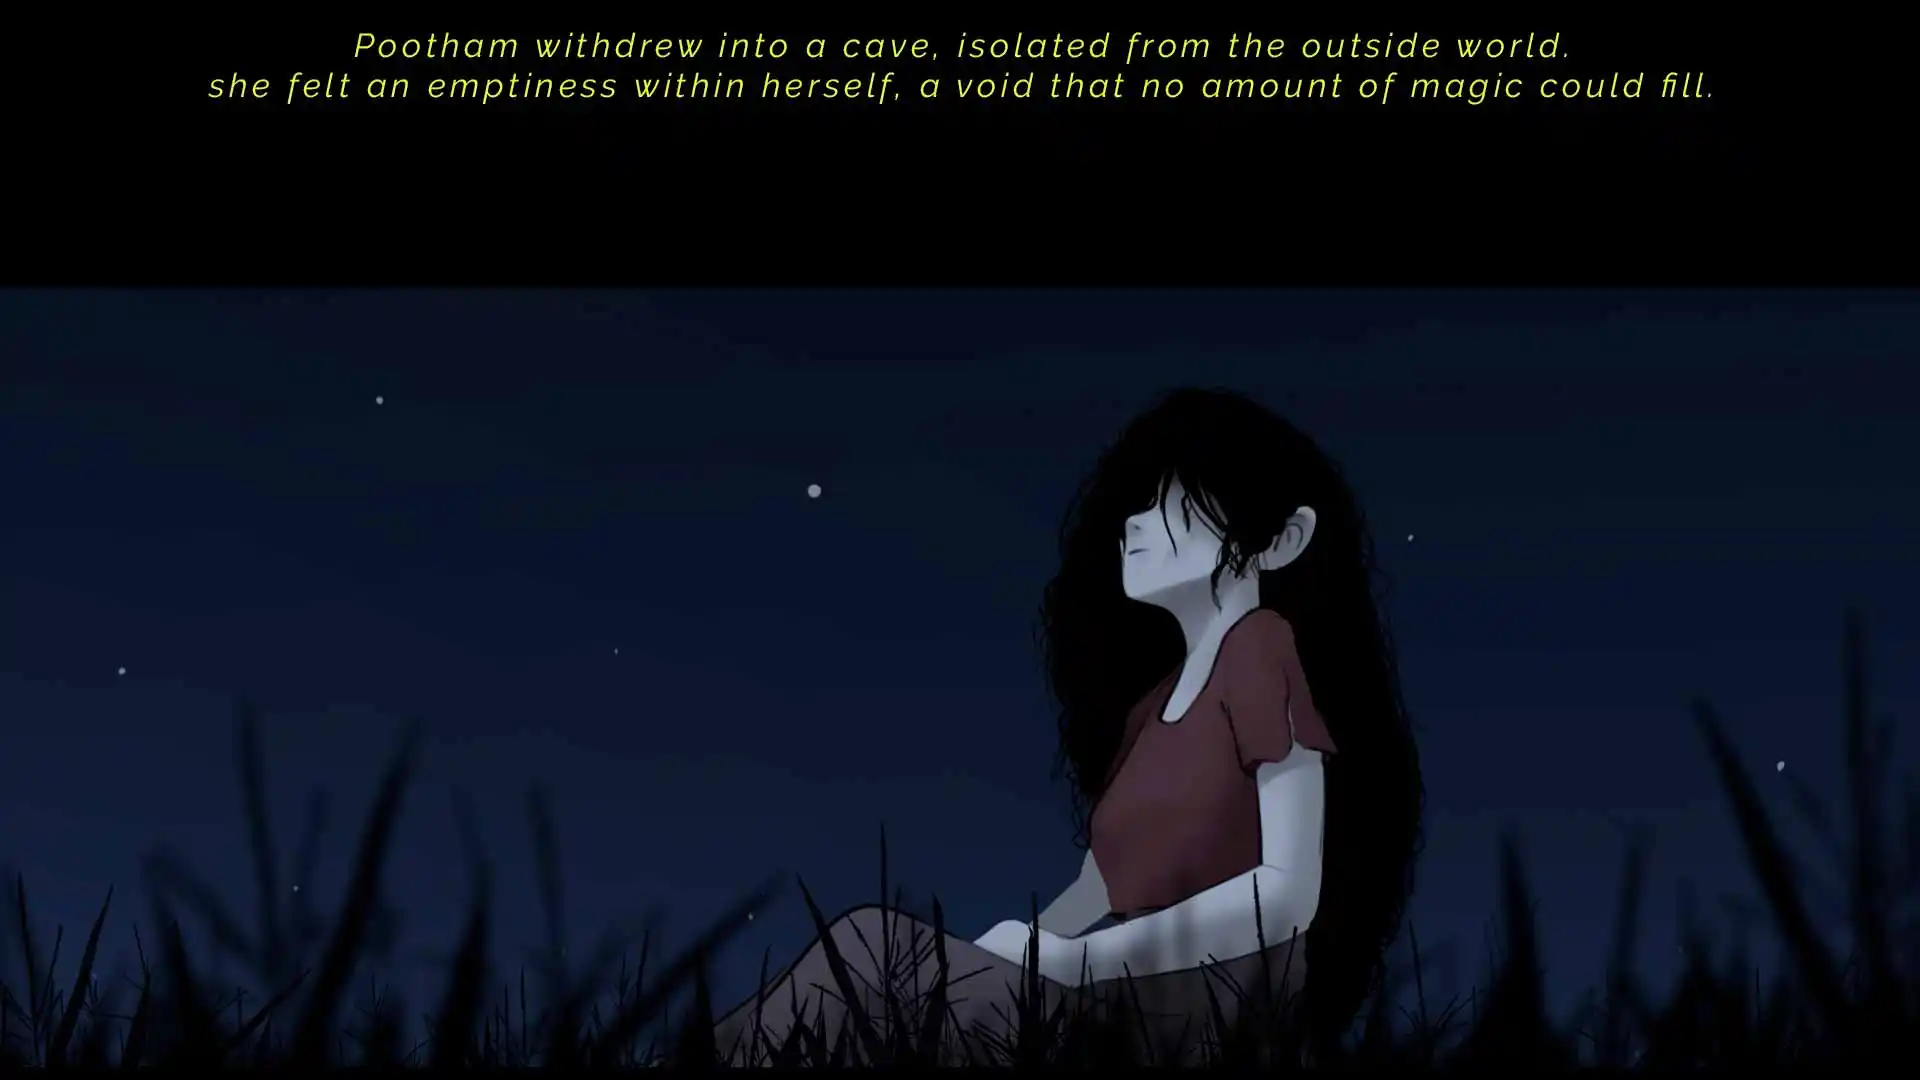 Pootham withdrew into a cave, isolated from the outside world.
she felt an emptiness within herself, a void that no amount of magic could fill.